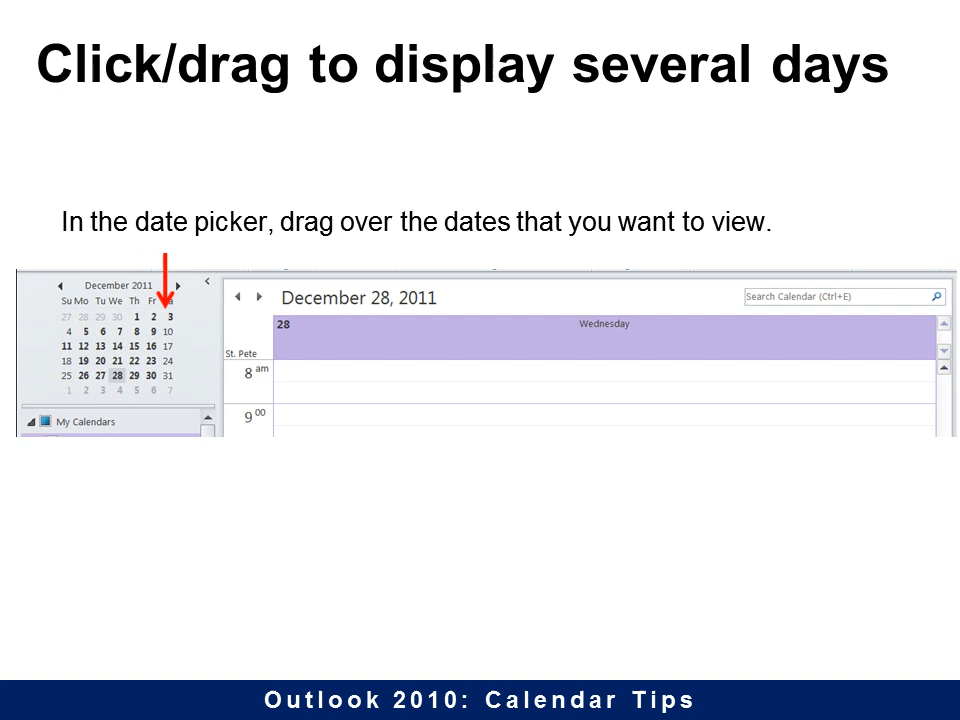 Click/drag to display several days
In the date picker, drag over the dates that you want to view.
December 2011
Su Mo Tu We Th Fr Sa
27 28 29 30 1 2 3
4 5 6 7 8 9 10
11 12 13 14 15 16 17
18 19 20 21 22 23 24
25 26 27 28 29 30 31
1 2 3 4 5 6 7
My Calendars
December 28, 2011
Search Calendar (Ctrl+E)
28 Wednesday
St. Pete
8 am
9 00
Outlook 2010: Calendar Tips